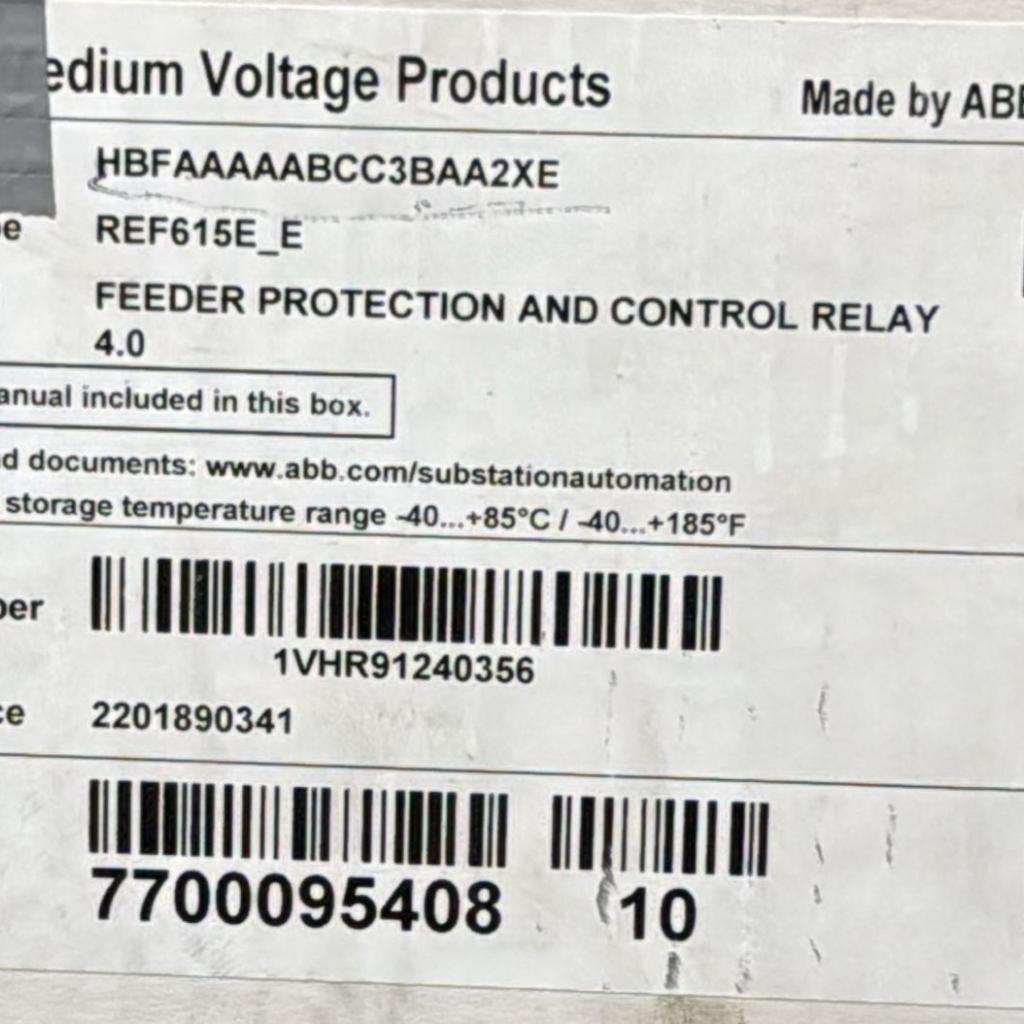 edium Voltage Products
Made by ABB
HBFAAAAABCC3BAA2XE
e REF615E_E
FEEDER PROTECTION AND CONTROL RELAY
4.0
anual included in this box.
d documents: www.abb.com/substationautomation
storage temperature range -40...+85°C / -40...+185°F
ber
1VHR91240356
ce 2201890341
7700095408 10